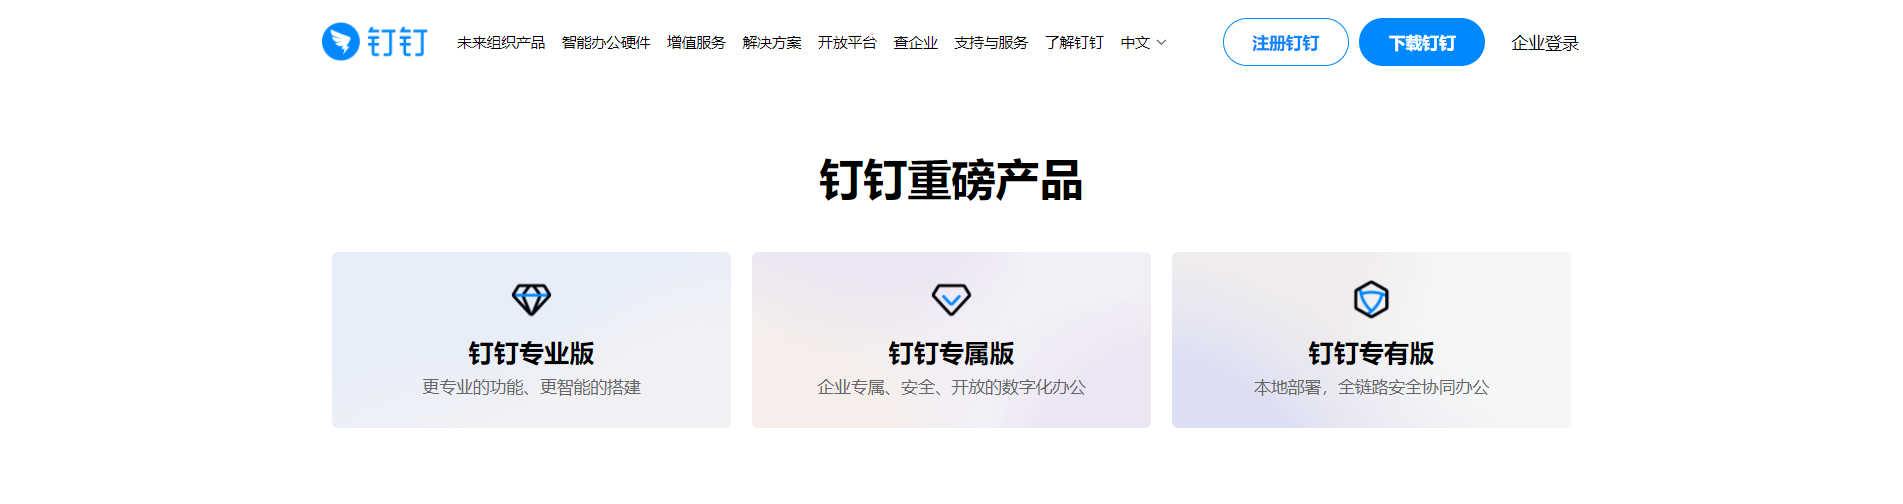 钉钉 未来组织产品 智能办公硬件 增值服务 解决方案 开放平台 查企业 支持与服务 了解钉钉 中文 注册钉钉 下载钉钉 企业登录
钉钉重磅产品
钉钉专业版
更专业的功能、更智能的搭建
钉钉专属版
企业专属、安全、开放的数字化办公
钉钉专有版
本地部署，全链路安全协同办公